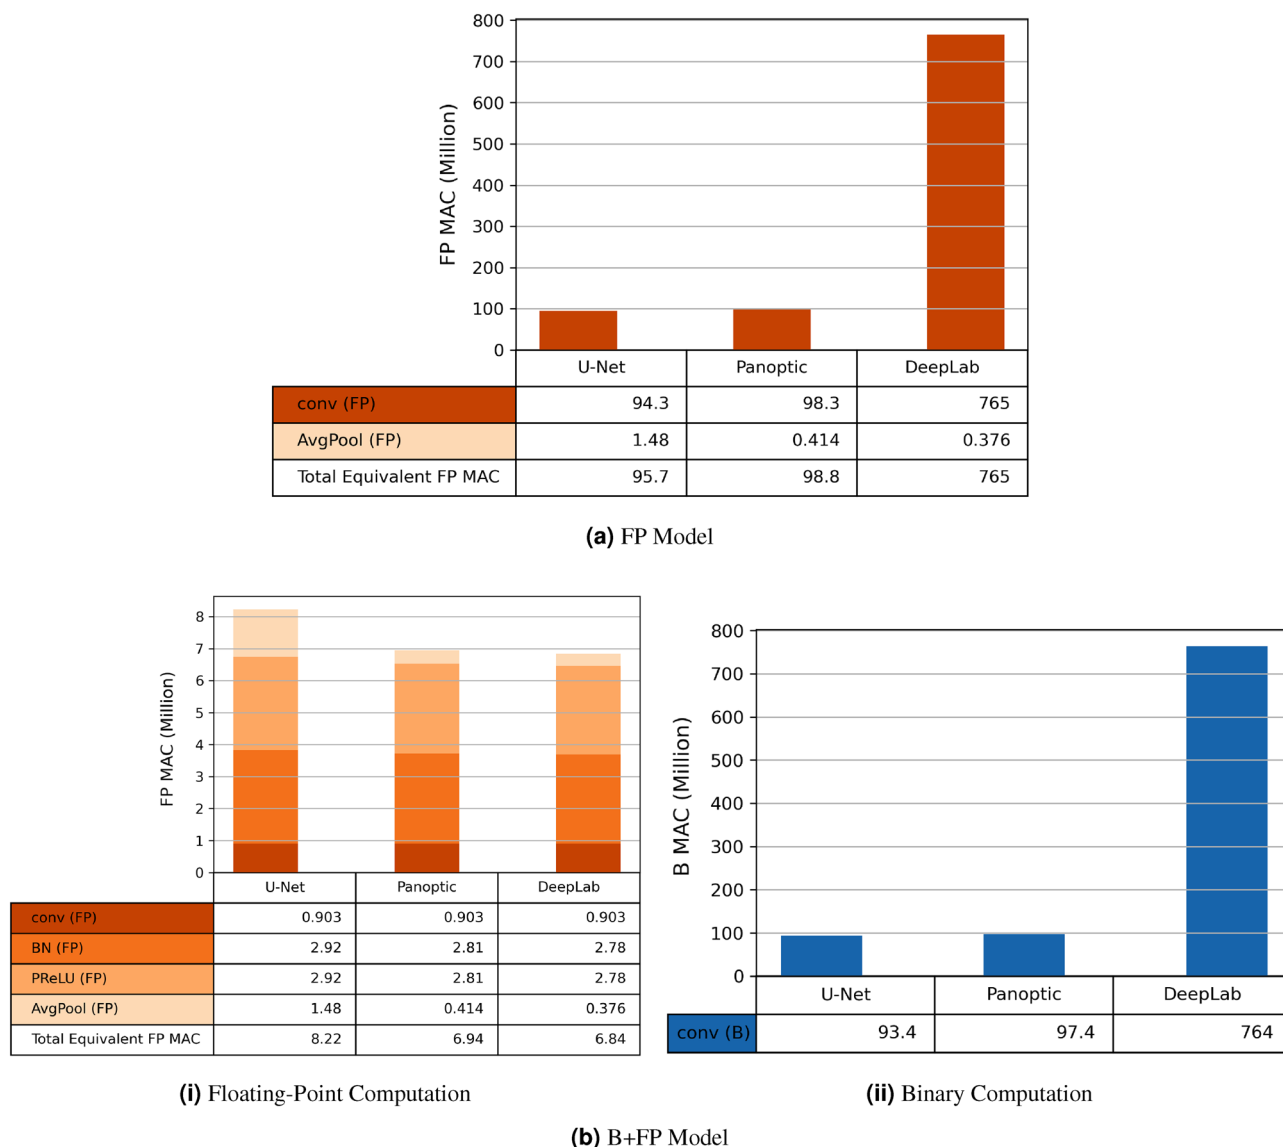 800
700
600
500
400
300
200
100
0
FP MAC (Million)
U-Net Panoptic DeepLab
conv (FP) 94.3 98.3 765
AvgPool (FP) 1.48 0.414 0.376
Total Equivalent FP MAC 95.7 98.8 765
(a) FP Model
8
7
6
5
4
3
2
1
0
FP MAC (Million)
U-Net Panoptic DeepLab
conv (FP) 0.903 0.903 0.903
BN (FP) 2.92 2.81 2.78
PReLU (FP) 2.92 2.81 2.78
AvgPool (FP) 1.48 0.414 0.376
Total Equivalent FP MAC 8.22 6.94 6.84
(i) Floating-Point Computation
800
700
600
500
400
300
200
100
0
B MAC (Million)
U-Net Panoptic DeepLab
conv (B) 93.4 97.4 764
(ii) Binary Computation
(b) B+FP Model